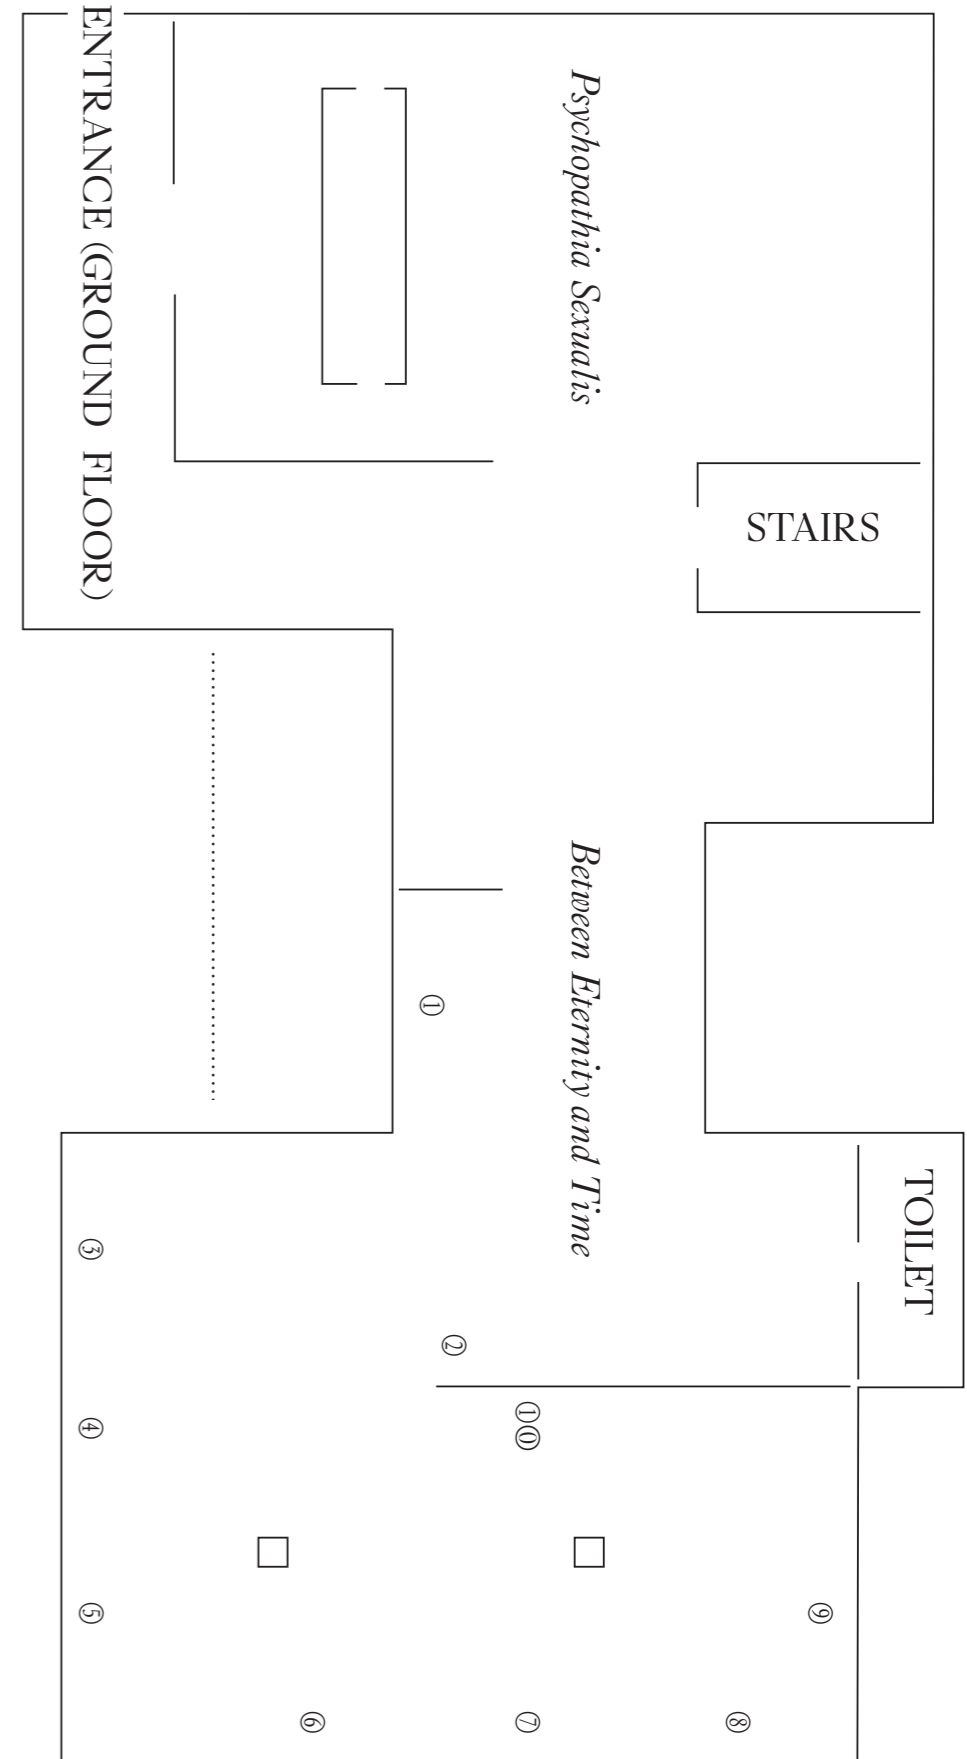 ENTRANCE (GROUND FLOOR)
Psychopathia Sexualis
STAIRS
Between Eternity and Time
TOILET
①
②
③
④
⑤
⑥
⑦
⑧
⑨
①⓪